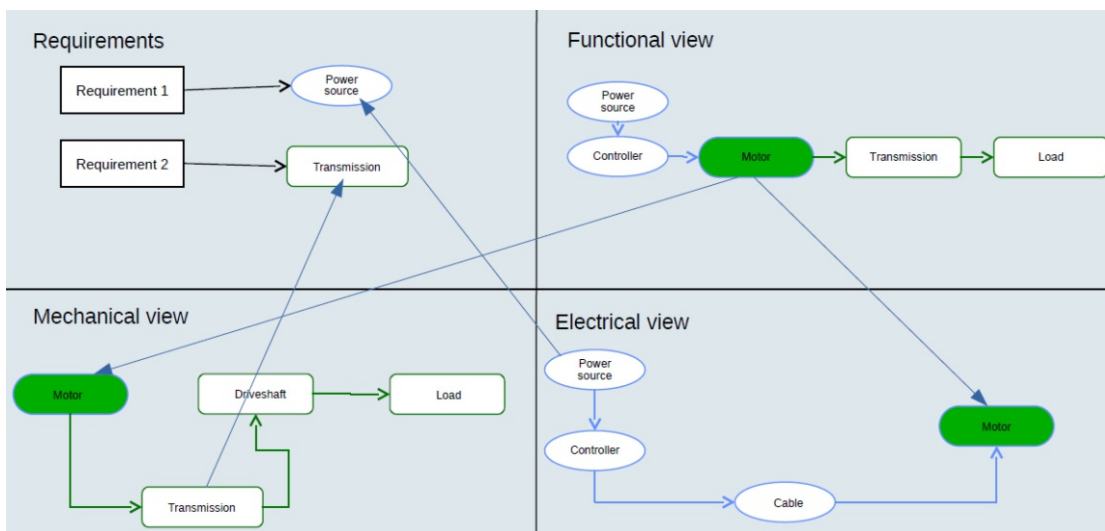 Requirements
Requirement 1
Power
source
Requirement 2
Transmission
Functional view
Power
source
Controller
Motor
Transmission
Load
Mechanical view
Motor
Driveshaft
Load
Transmission
Electrical view
Power
source
Controller
Cable
Motor